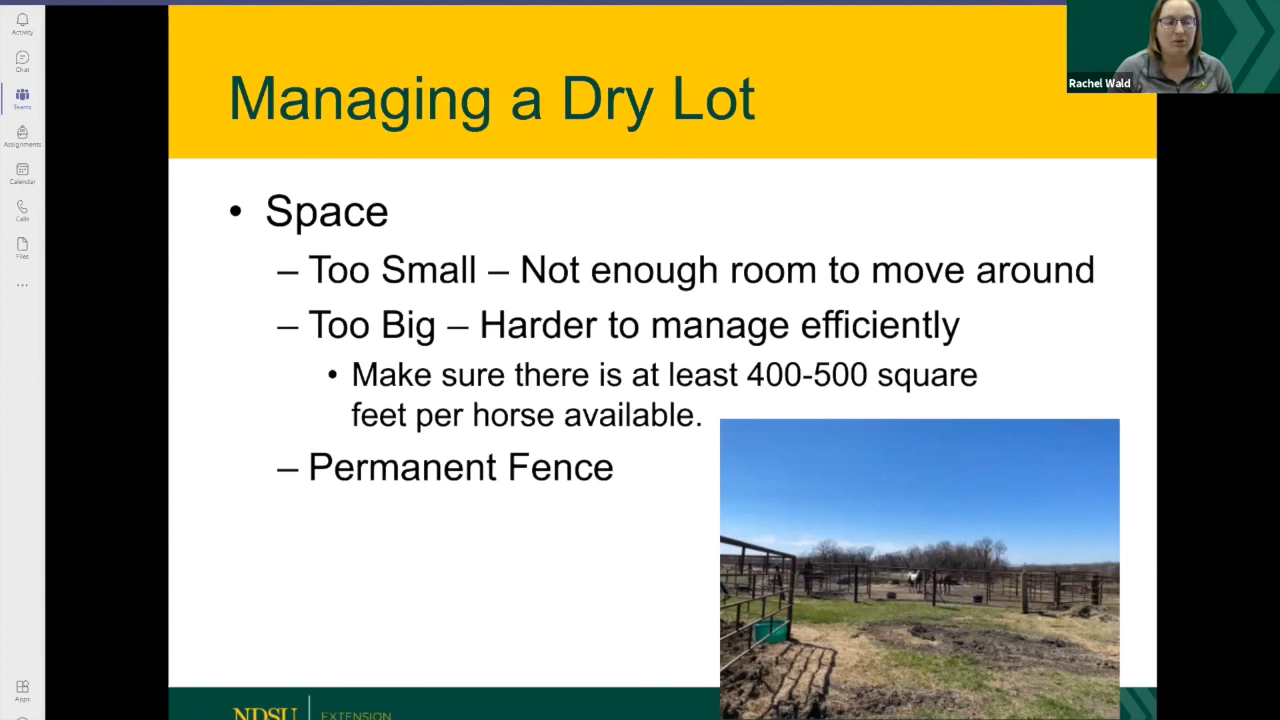 Activity
Chat
Teams
Assignments
Calendar
Calls
Files
Apps
Rachel Wald
Managing a Dry Lot
• Space
– Too Small – Not enough room to move around
– Too Big – Harder to manage efficiently
• Make sure there is at least 400-500 square
feet per horse available.
– Permanent Fence
NDSU EXTENSION